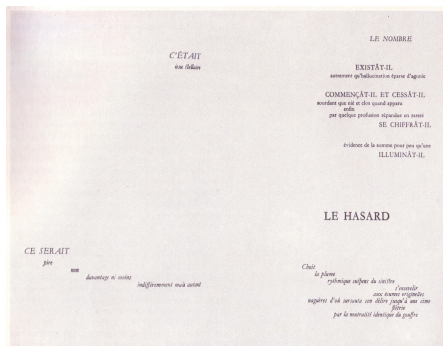 C'ÉTAIT
issu stellaire
LE NOMBRE
EXISTÂT-IL
autrement qu'hallucination éparse d'agonie
COMMENÇÂT-IL ET CESSÂT-IL
sourdant que nié et clos quand apparu
enfin
par quelque profusion répandue en rareté
SE CHIFFRÂT-IL
évidence de la somme pour peu qu'une
ILLUMINÂT-IL
LE HASARD
CE SERAIT
pire
non
davantage ni moins
indifféremment mais autant
Choit
la plume
rythmique suspens du sinistre
s'ensevelir
aux écumes originelles
naguères d'où sursauta son délire jusqu'à une cime
flétrie
par la neutralité identique du gouffre